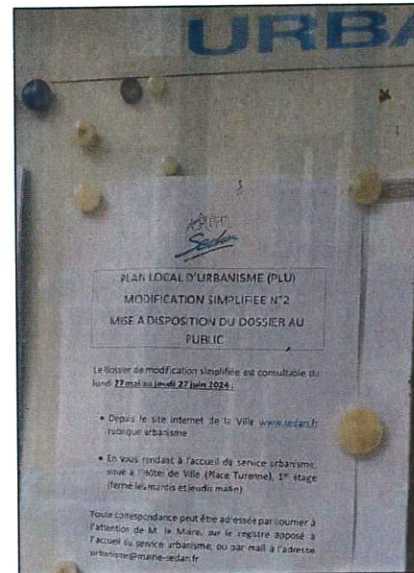 URBA
Sedan
PLAN LOCAL D'URBANISME (PLU)
MODIFICATION SIMPLIFIEE N°2
MISE A DISPOSITION DU DOSSIER AU
PUBLIC
Le dossier de modification simplifiée est consultable du
lundi 27 mai au jeudi 27 juin 2024 :
• Depuis le site internet de la Ville www.sedan.fr
rubrique urbanisme
• En vous rendant à l'accueil du service urbanisme,
situé à l'Hôtel de Ville (Place Turenne), 1er étage
(fermé les mardis et jeudis matin)
Toute correspondance peut être adressée par courrier à
l'attention de M. le Maire, sur le registre apposé à
l'accueil du service urbanisme, ou par mail à l'adresse
urbanisme@mairie-sedan.fr